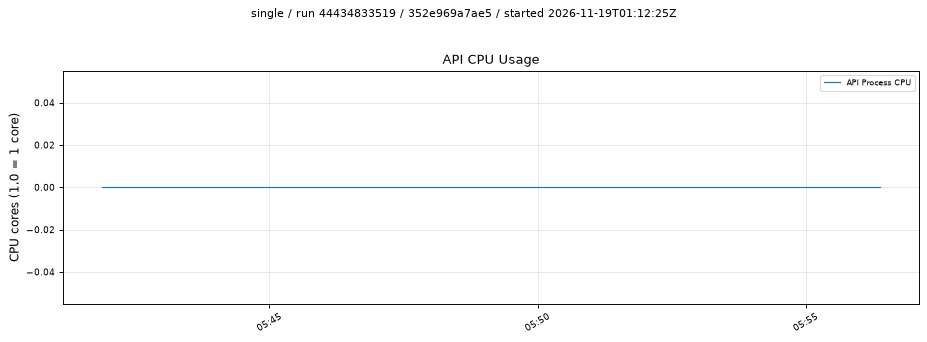 single / run 44434833519 / 352e969a7ae5 / started 2026-11-19T01:12:25Z
API CPU Usage
API Process CPU
CPU cores (1.0 = 1 core)
0.04
0.02
0.00
−0.02
−0.04
05:45
05:50
05:55